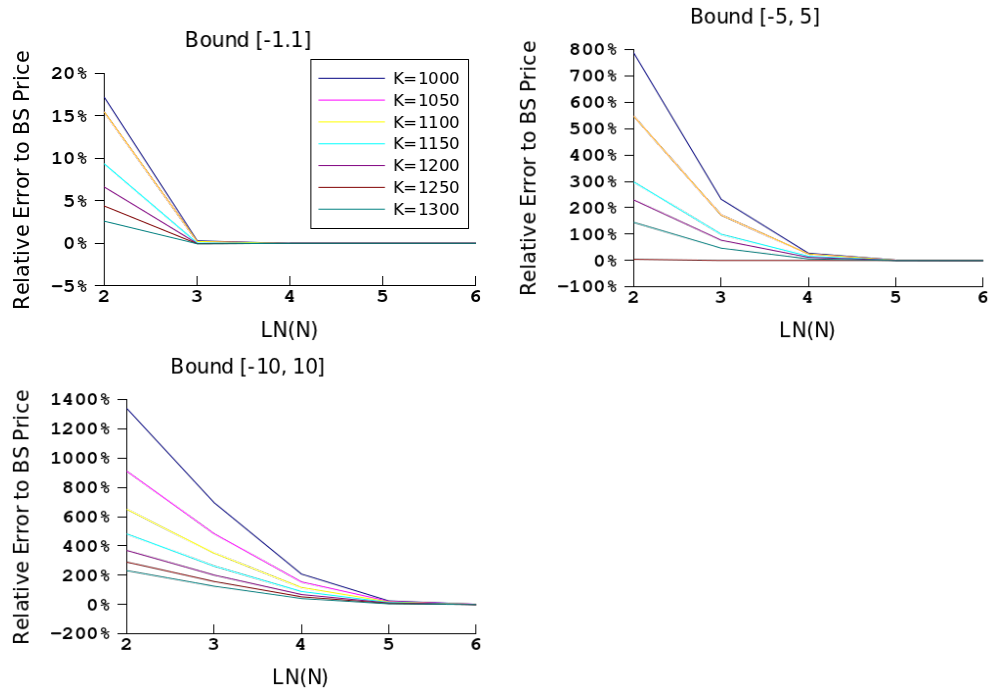 Bound [-1.1]
Relative Error to BS Price
20%
15%
10%
5%
0%
−5%
K=1000
K=1050
K=1100
K=1150
K=1200
K=1250
K=1300
2 3 4 5 6
LN(N)
Bound [-5, 5]
Relative Error to BS Price
800%
700%
600%
500%
400%
300%
200%
100%
0%
−100%
2 3 4 5 6
LN(N)
Bound [-10, 10]
Relative Error to BS Price
1400%
1200%
1000%
800%
600%
400%
200%
0%
−200%
2 3 4 5 6
LN(N)